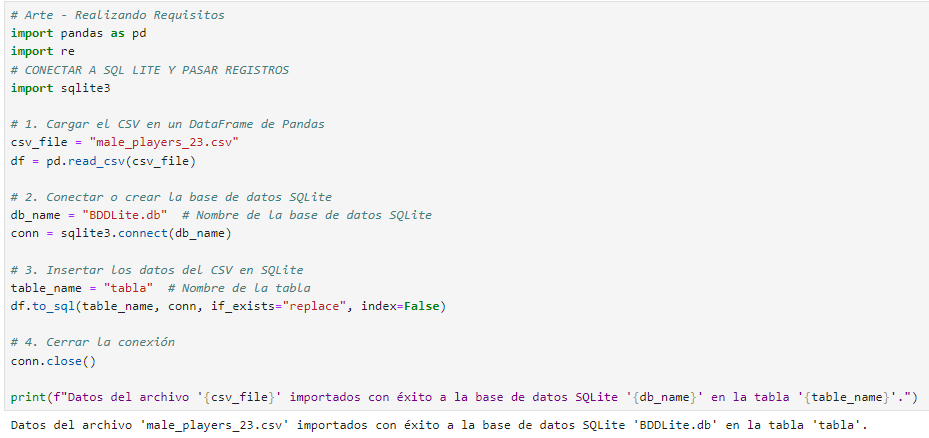 # Arte - Realizando Requisitos
import pandas as pd
import re
# CONECTAR A SQL LITE Y PASAR REGISTROS
import sqlite3
# 1. Cargar el CSV en un DataFrame de Pandas
csv_file = "male_players_23.csv"
df = pd.read_csv(csv_file)
# 2. Conectar o crear la base de datos SQLite
db_name = "BDDLite.db"  # Nombre de la base de datos SQLite
conn = sqlite3.connect(db_name)
# 3. Insertar los datos del CSV en SQLite
table_name = "tabla"  # Nombre de la tabla
df.to_sql(table_name, conn, if_exists="replace", index=False)
# 4. Cerrar la conexión
conn.close()
print(f"Datos del archivo '{csv_file}' importados con éxito a la base de datos SQLite '{db_name}' en la tabla '{table_name}'.")
Datos del archivo 'male_players_23.csv' importados con éxito a la base de datos SQLite 'BDDLite.db' en la tabla 'tabla'.